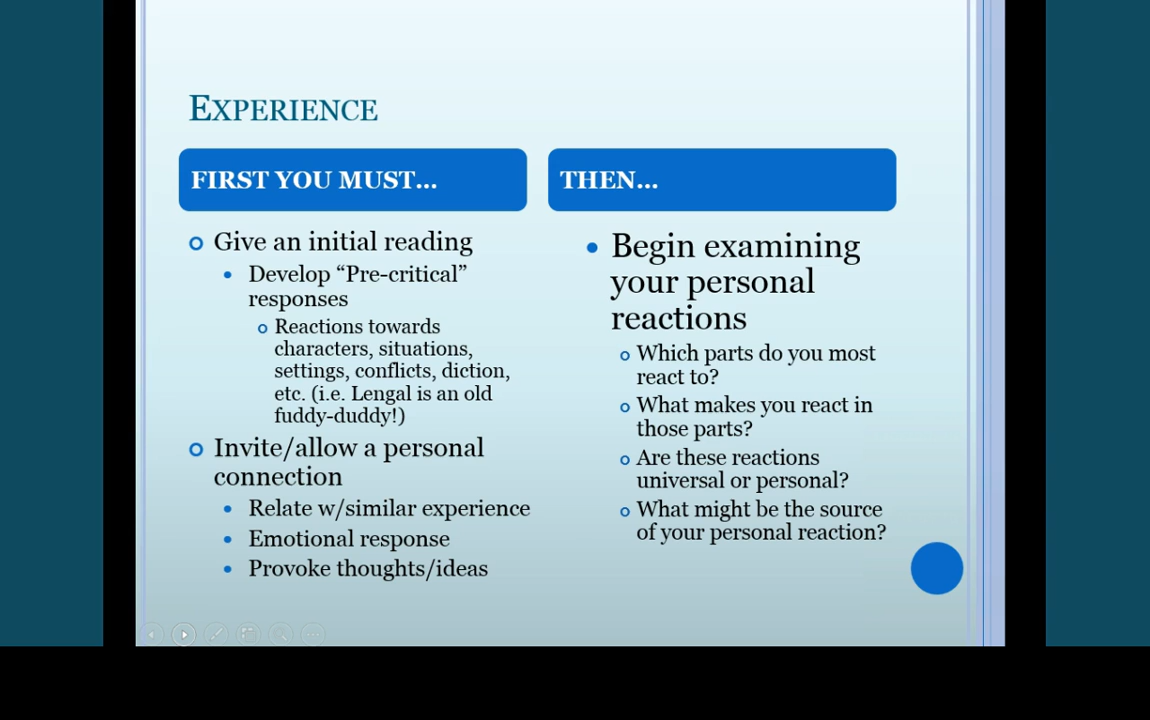 EXPERIENCE
FIRST YOU MUST...
Give an initial reading
Develop “Pre-critical”
responses
Reactions towards
characters, situations,
settings, conflicts, diction,
etc. (i.e. Lengal is an old
fuddy-duddy!)
Invite/allow a personal
connection
Relate w/similar experience
Emotional response
Provoke thoughts/ideas
THEN...
Begin examining
your personal
reactions
Which parts do you most
react to?
What makes you react in
those parts?
Are these reactions
universal or personal?
What might be the source
of your personal reaction?